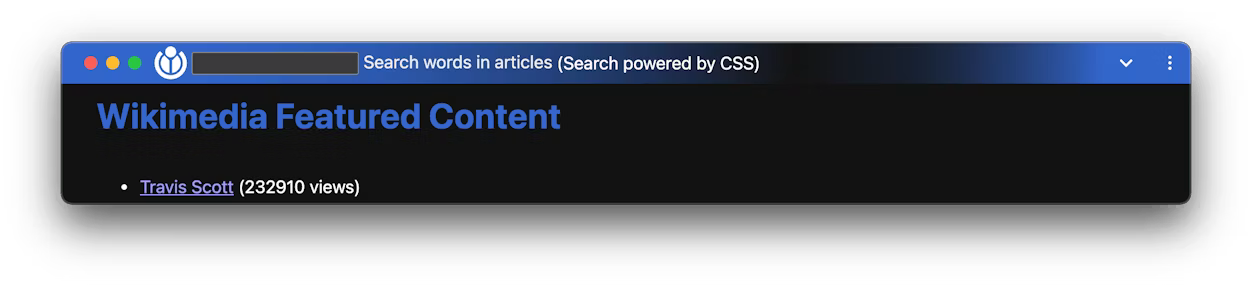 Search words in articles (Search powered by CSS)
Wikimedia Featured Content
• Travis Scott (232910 views)